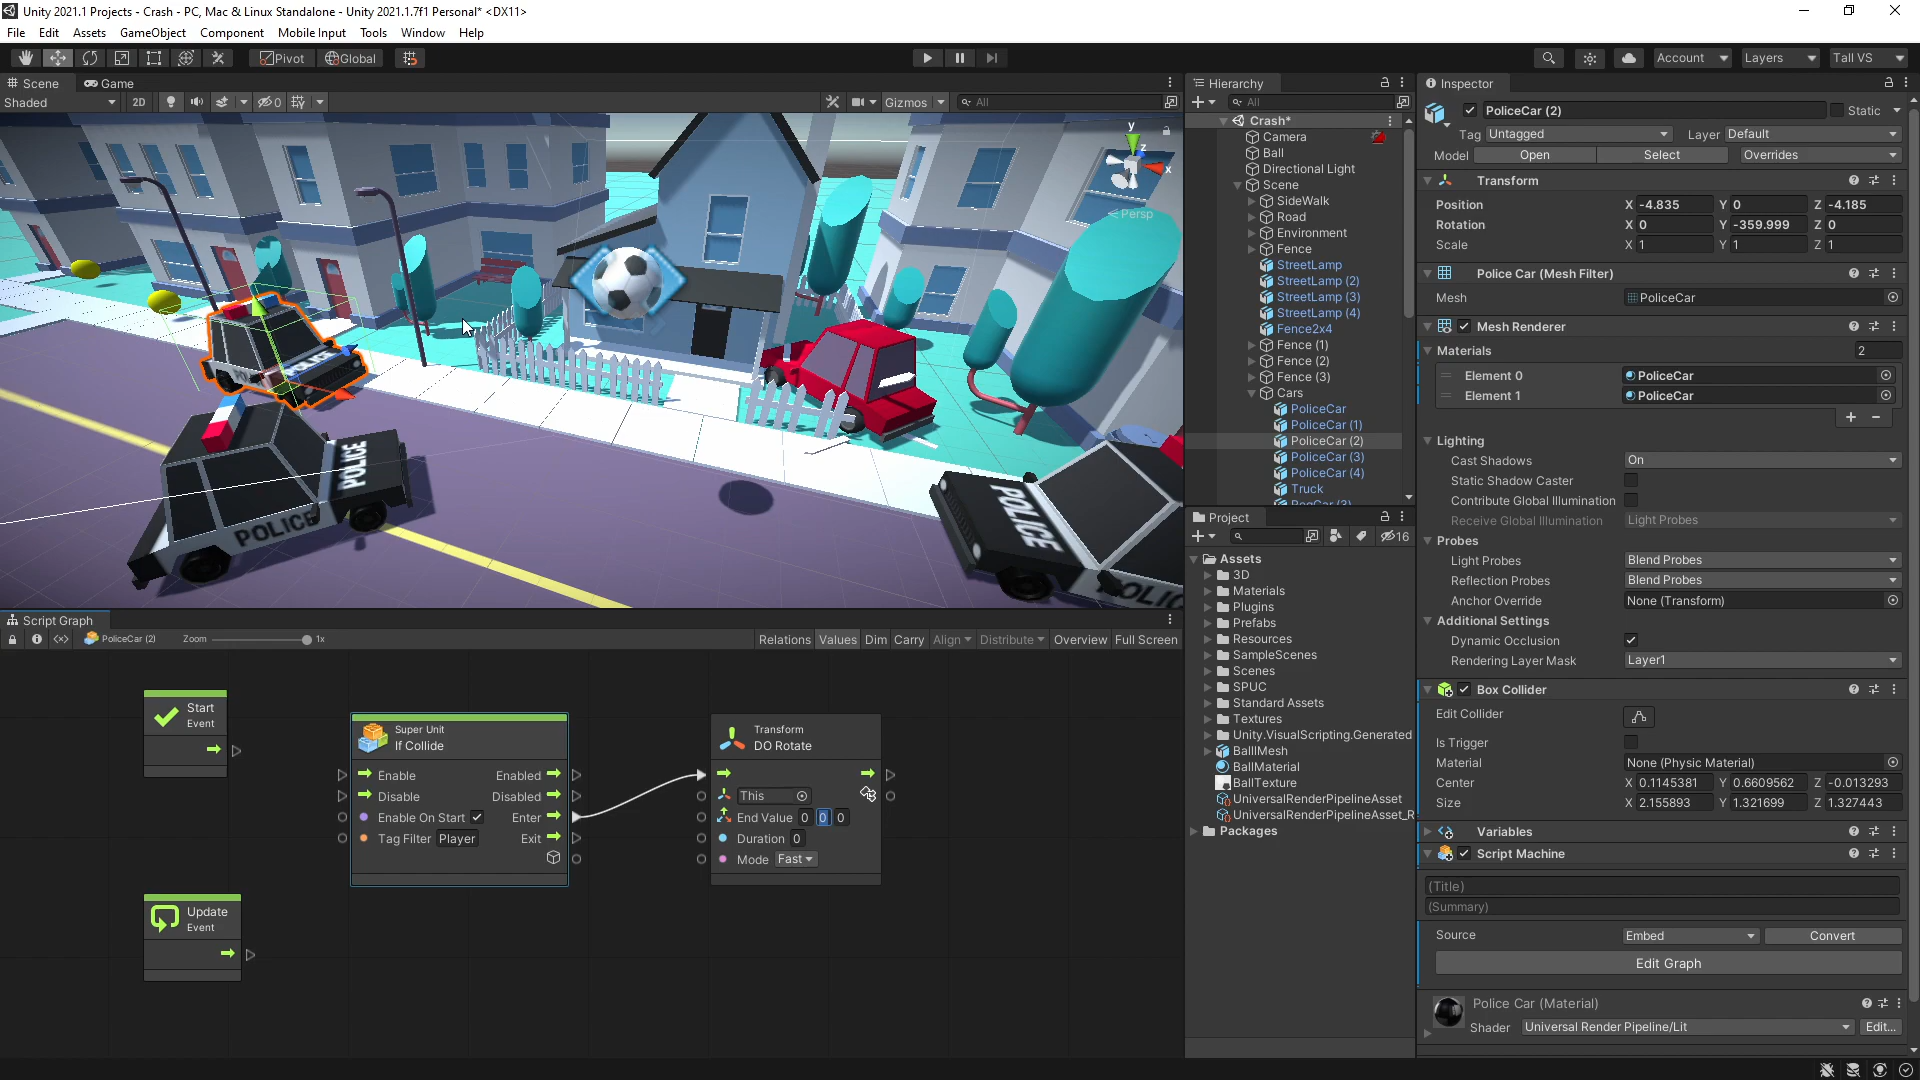 Unity 2021.1 Projects - Crash - PC, Mac & Linux Standalone - Unity 2021.1.7f1 Personal* <DX11>
File Edit Assets GameObject Component Mobile Input Tools Window Help
Pivot Global Account Layers Tall VS
Scene Game
Shaded 2D 0 Gizmos All
y z x
Persp
POLICE
POLICE
POLICE
POLICE
Hierarchy
All
Crash*
Camera
Ball
Directional Light
Scene
SideWalk
Road
Environment
Fence
StreetLamp
StreetLamp (2)
StreetLamp (3)
StreetLamp (4)
Fence2x4
Fence (1)
Fence (2)
Fence (3)
Cars
PoliceCar
PoliceCar (1)
PoliceCar (2)
PoliceCar (3)
PoliceCar (4)
Truck
Project
16
Assets
3D
Materials
Plugins
Prefabs
Resources
SampleScenes
Scenes
SPUC
Standard Assets
Textures
Unity.VisualScripting.Generated
BalllMesh
BallMaterial
BallTexture
UniversalRenderPipelineAsset
UniversalRenderPipelineAsset_R
Packages
Script Graph
PoliceCar (2) Zoom 1x Relations Values Dim Carry Align Distribute Overview Full Screen
Start
Event
Update
Event
Super Unit
If Collide
Enable Enabled
Disable Disabled
Enable On Start Enter
Tag Filter Player Exit
Transform
DO Rotate
This
End Value 0 0 0
Duration 0
Mode Fast
Inspector
PoliceCar (2) Static
Tag Untagged Layer Default
Model Open Select Overrides
Transform
Position X -4.835 Y 0 Z -4.185
Rotation X 0 Y -359.999 Z 0
Scale X 1 Y 1 Z 1
Police Car (Mesh Filter)
Mesh PoliceCar
Mesh Renderer
Materials 2
Element 0 PoliceCar
Element 1 PoliceCar
Lighting
Cast Shadows On
Static Shadow Caster
Contribute Global Illumination
Receive Global Illumination Light Probes
Probes
Light Probes Blend Probes
Reflection Probes Blend Probes
Anchor Override None (Transform)
Additional Settings
Dynamic Occlusion
Rendering Layer Mask Layer1
Box Collider
Edit Collider
Is Trigger
Material None (Physic Material)
Center X 0.1145381 Y 0.6609562 Z -0.013293
Size X 2.155893 Y 1.321699 Z 1.327443
Variables
Script Machine
(Title)
(Summary)
Source Embed Convert
Edit Graph
Police Car (Material)
Shader Universal Render Pipeline/Lit Edit...